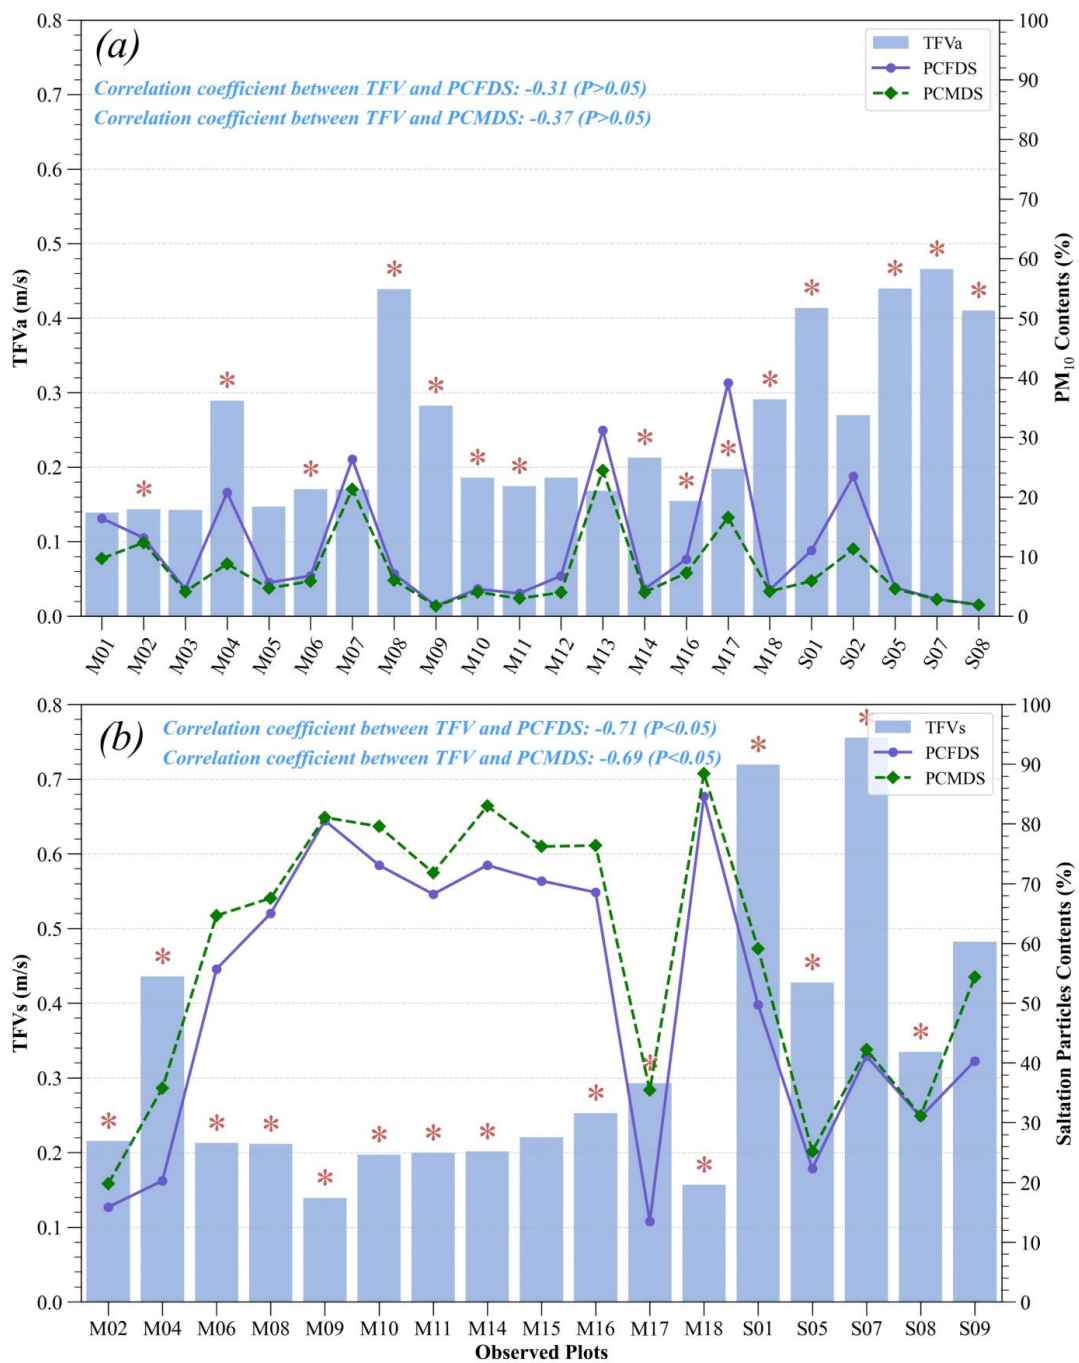 (a)
Correlation coefficient between TFV and PCFDS: -0.31 (P>0.05)
Correlation coefficient between TFV and PCMDS: -0.37 (P>0.05)
TFVa
PCFDS
PCMDS
0.8
0.7
0.6
0.5
0.4
0.3
0.2
0.1
0.0
TFVa (m/s)
100
90
80
70
60
50
40
30
20
10
0
PM10 Contents (%)
* * * * * * * * * * * * * * *
M01 M02 M03 M04 M05 M06 M07 M08 M09 M10 M11 M12 M13 M14 M16 M17 M18 S01 S02 S05 S07 S08
(b)
Correlation coefficient between TFV and PCFDS: -0.71 (P<0.05)
Correlation coefficient between TFV and PCMDS: -0.69 (P<0.05)
TFVs
PCFDS
PCMDS
0.8
0.7
0.6
0.5
0.4
0.3
0.2
0.1
0.0
TFVs (m/s)
100
90
80
70
60
50
40
30
20
10
0
Saltation Particles Contents (%)
* * * * * * * * * * * * * * *
M02 M04 M06 M08 M09 M10 M11 M14 M15 M16 M17 M18 S01 S05 S07 S08 S09
Observed Plots